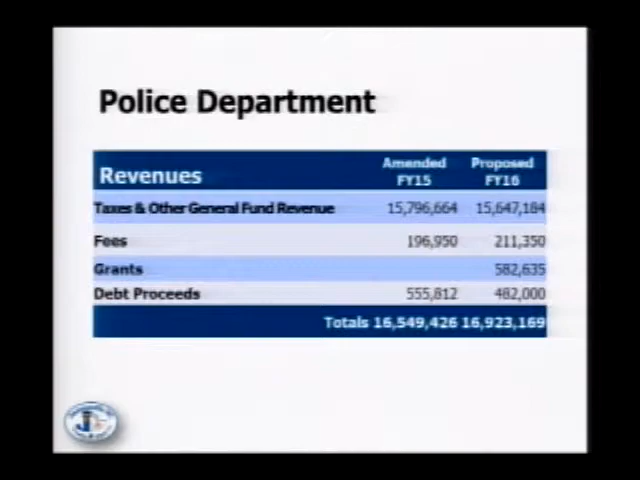 Police Department
Revenues Amended FY15 Proposed FY16
Taxes & Other General Fund Revenue 15,796,664 15,647,184
Fees 196,950 211,350
Grants 582,635
Debt Proceeds 555,812 482,000
Totals 16,549,426 16,923,169